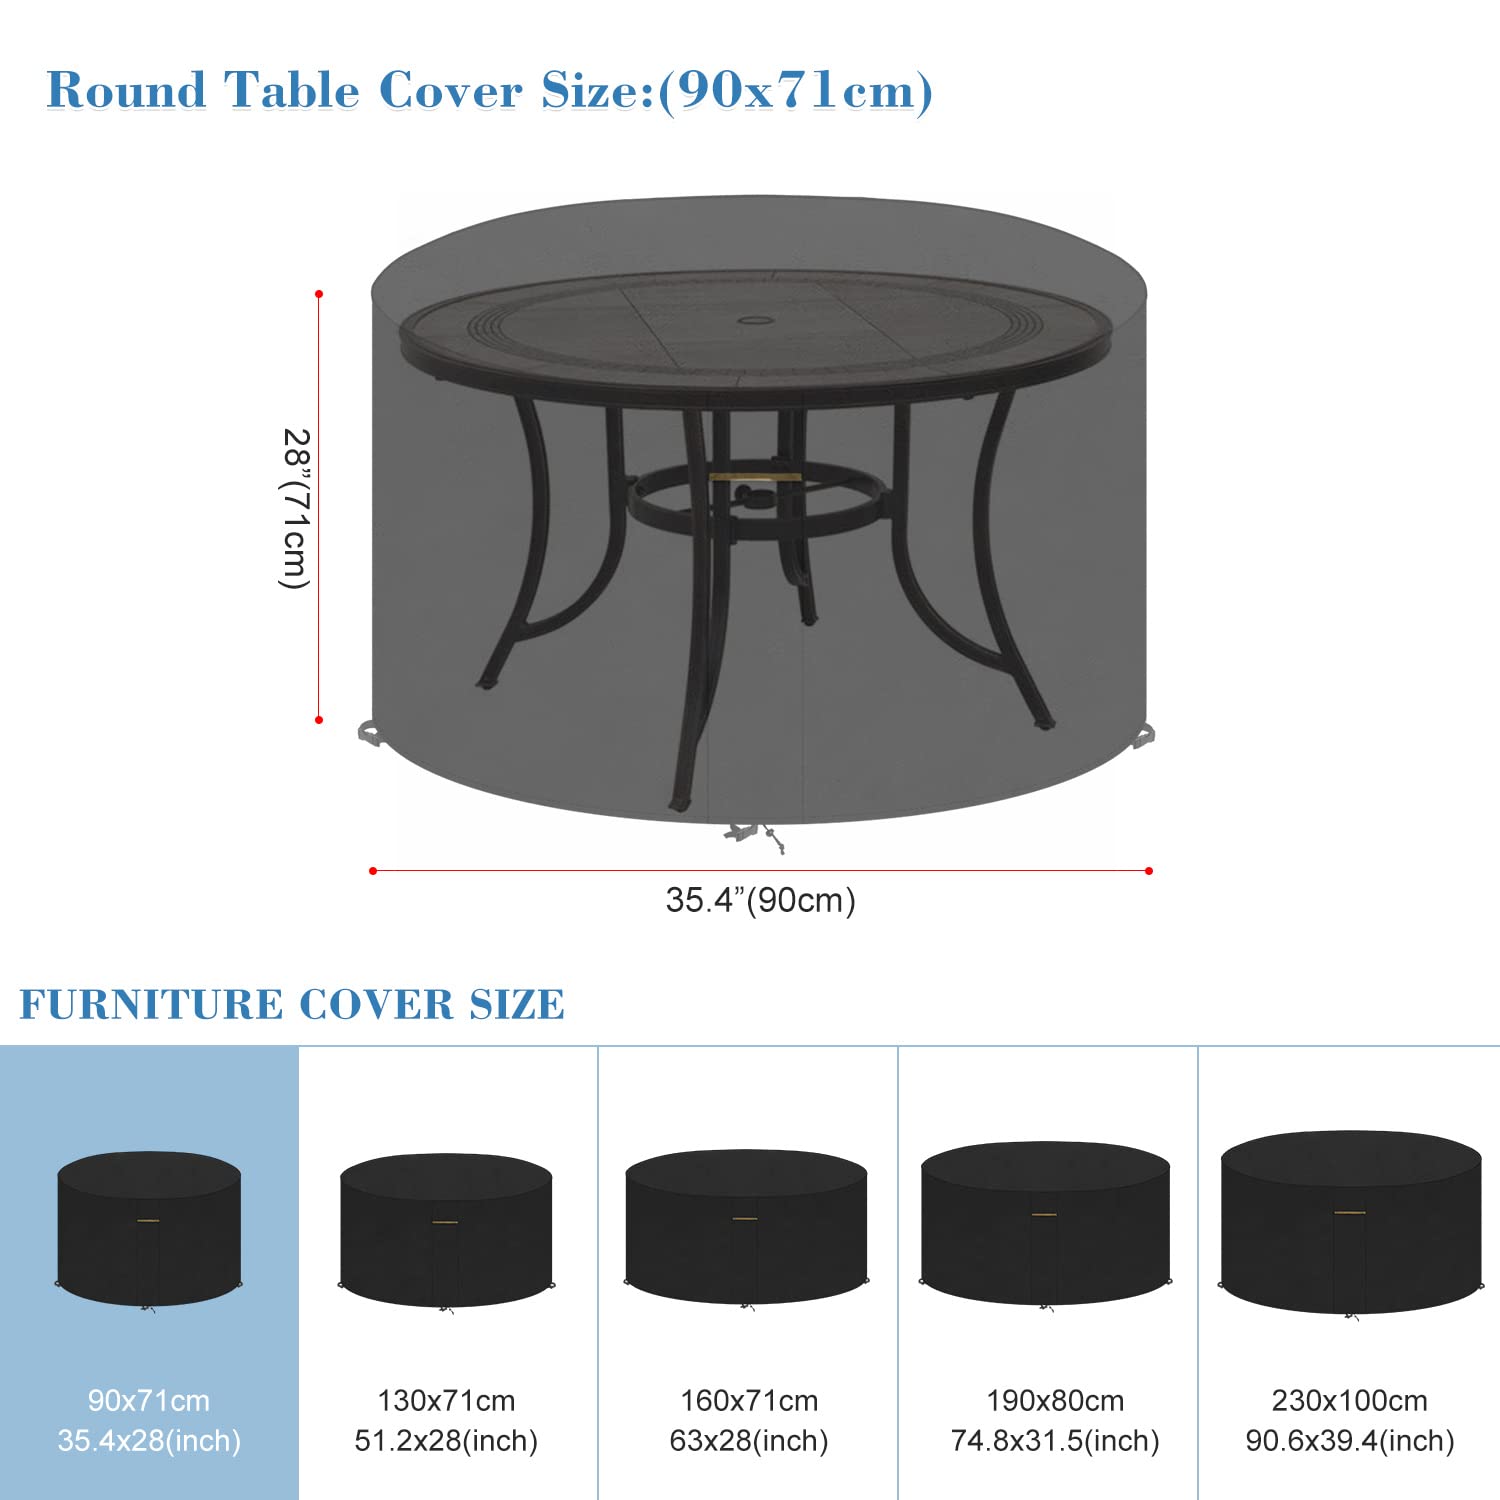 Round Table Cover Size:(90x71cm)
28”(71cm)
35.4”(90cm)
FURNITURE COVER SIZE
90x71cm
35.4x28(inch)
130x71cm
51.2x28(inch)
160x71cm
63x28(inch)
190x80cm
74.8x31.5(inch)
230x100cm
90.6x39.4(inch)